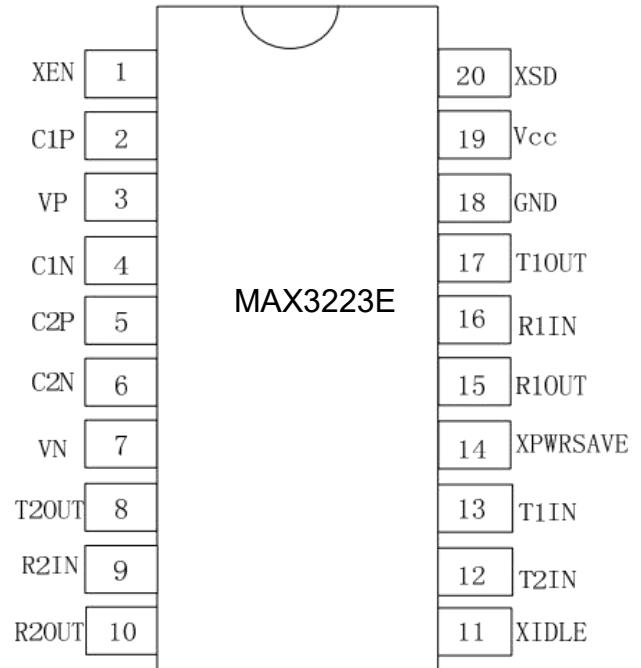 XEN 1 20 XSD
C1P 2 19 Vcc
VP 3 18 GND
C1N 4 17 T1OUT
MAX3223E
C2P 5 16 R1IN
C2N 6 15 R1OUT
VN 7 14 XPWRSAVE
T2OUT 8 13 T1IN
R2IN 9 12 T2IN
R2OUT 10 11 XIDLE